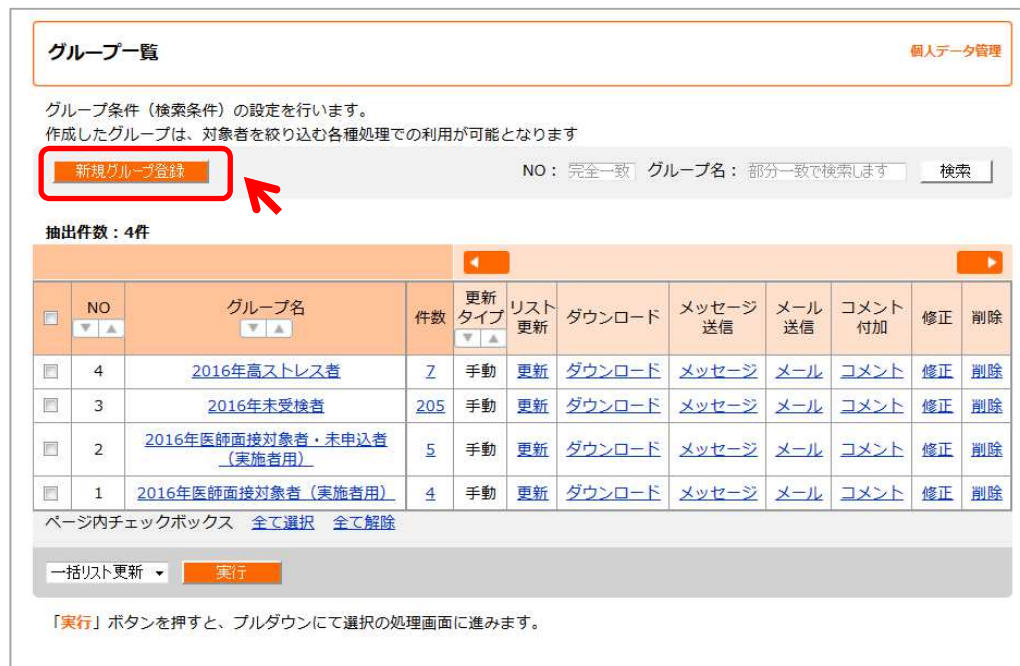 グループ一覧
個人データ管理
グループ条件（検索条件）の設定を行います。
作成したグループは、対象者を絞り込む各種処理での利用が可能となります
新規グループ登録 NO： 完全一致 グループ名： 部分一致で検索します 検索
抽出件数：4件
NO グループ名 件数 更新タイプ リスト更新 ダウンロード メッセージ送信 メール送信 コメント付加 修正 削除
4 2016年高ストレス者 7 手動 更新 ダウンロード メッセージ メール コメント 修正 削除
3 2016年未受検者 205 手動 更新 ダウンロード メッセージ メール コメント 修正 削除
2 2016年医師面接対象者・未申込者（実施者用） 5 手動 更新 ダウンロード メッセージ メール コメント 修正 削除
1 2016年医師面接対象者（実施者用） 4 手動 更新 ダウンロード メッセージ メール コメント 修正 削除
ページ内チェックボックス 全て選択 全て解除
一括リスト更新 実行
「実行」ボタンを押すと、プルダウンにて選択の処理画面に進みます。